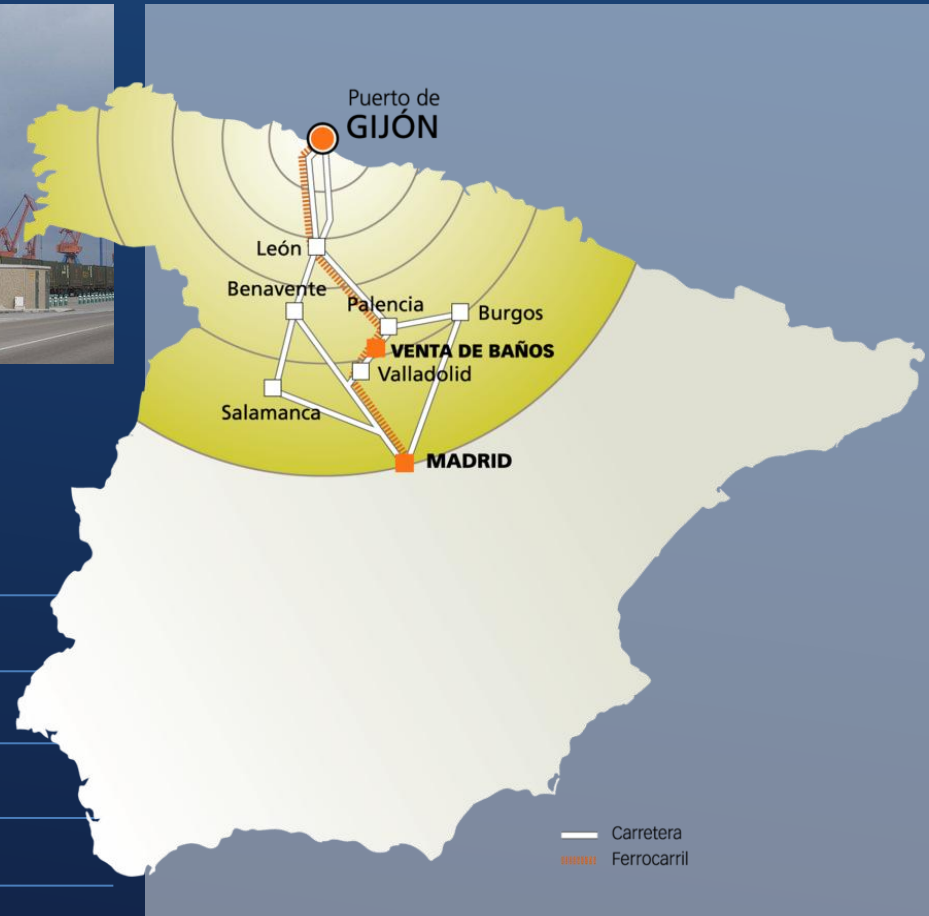 Puerto de
GIJÓN
León
Benavente
Palencia
Burgos
VENTA DE BAÑOS
Valladolid
Salamanca
MADRID
Carretera
Ferrocarril